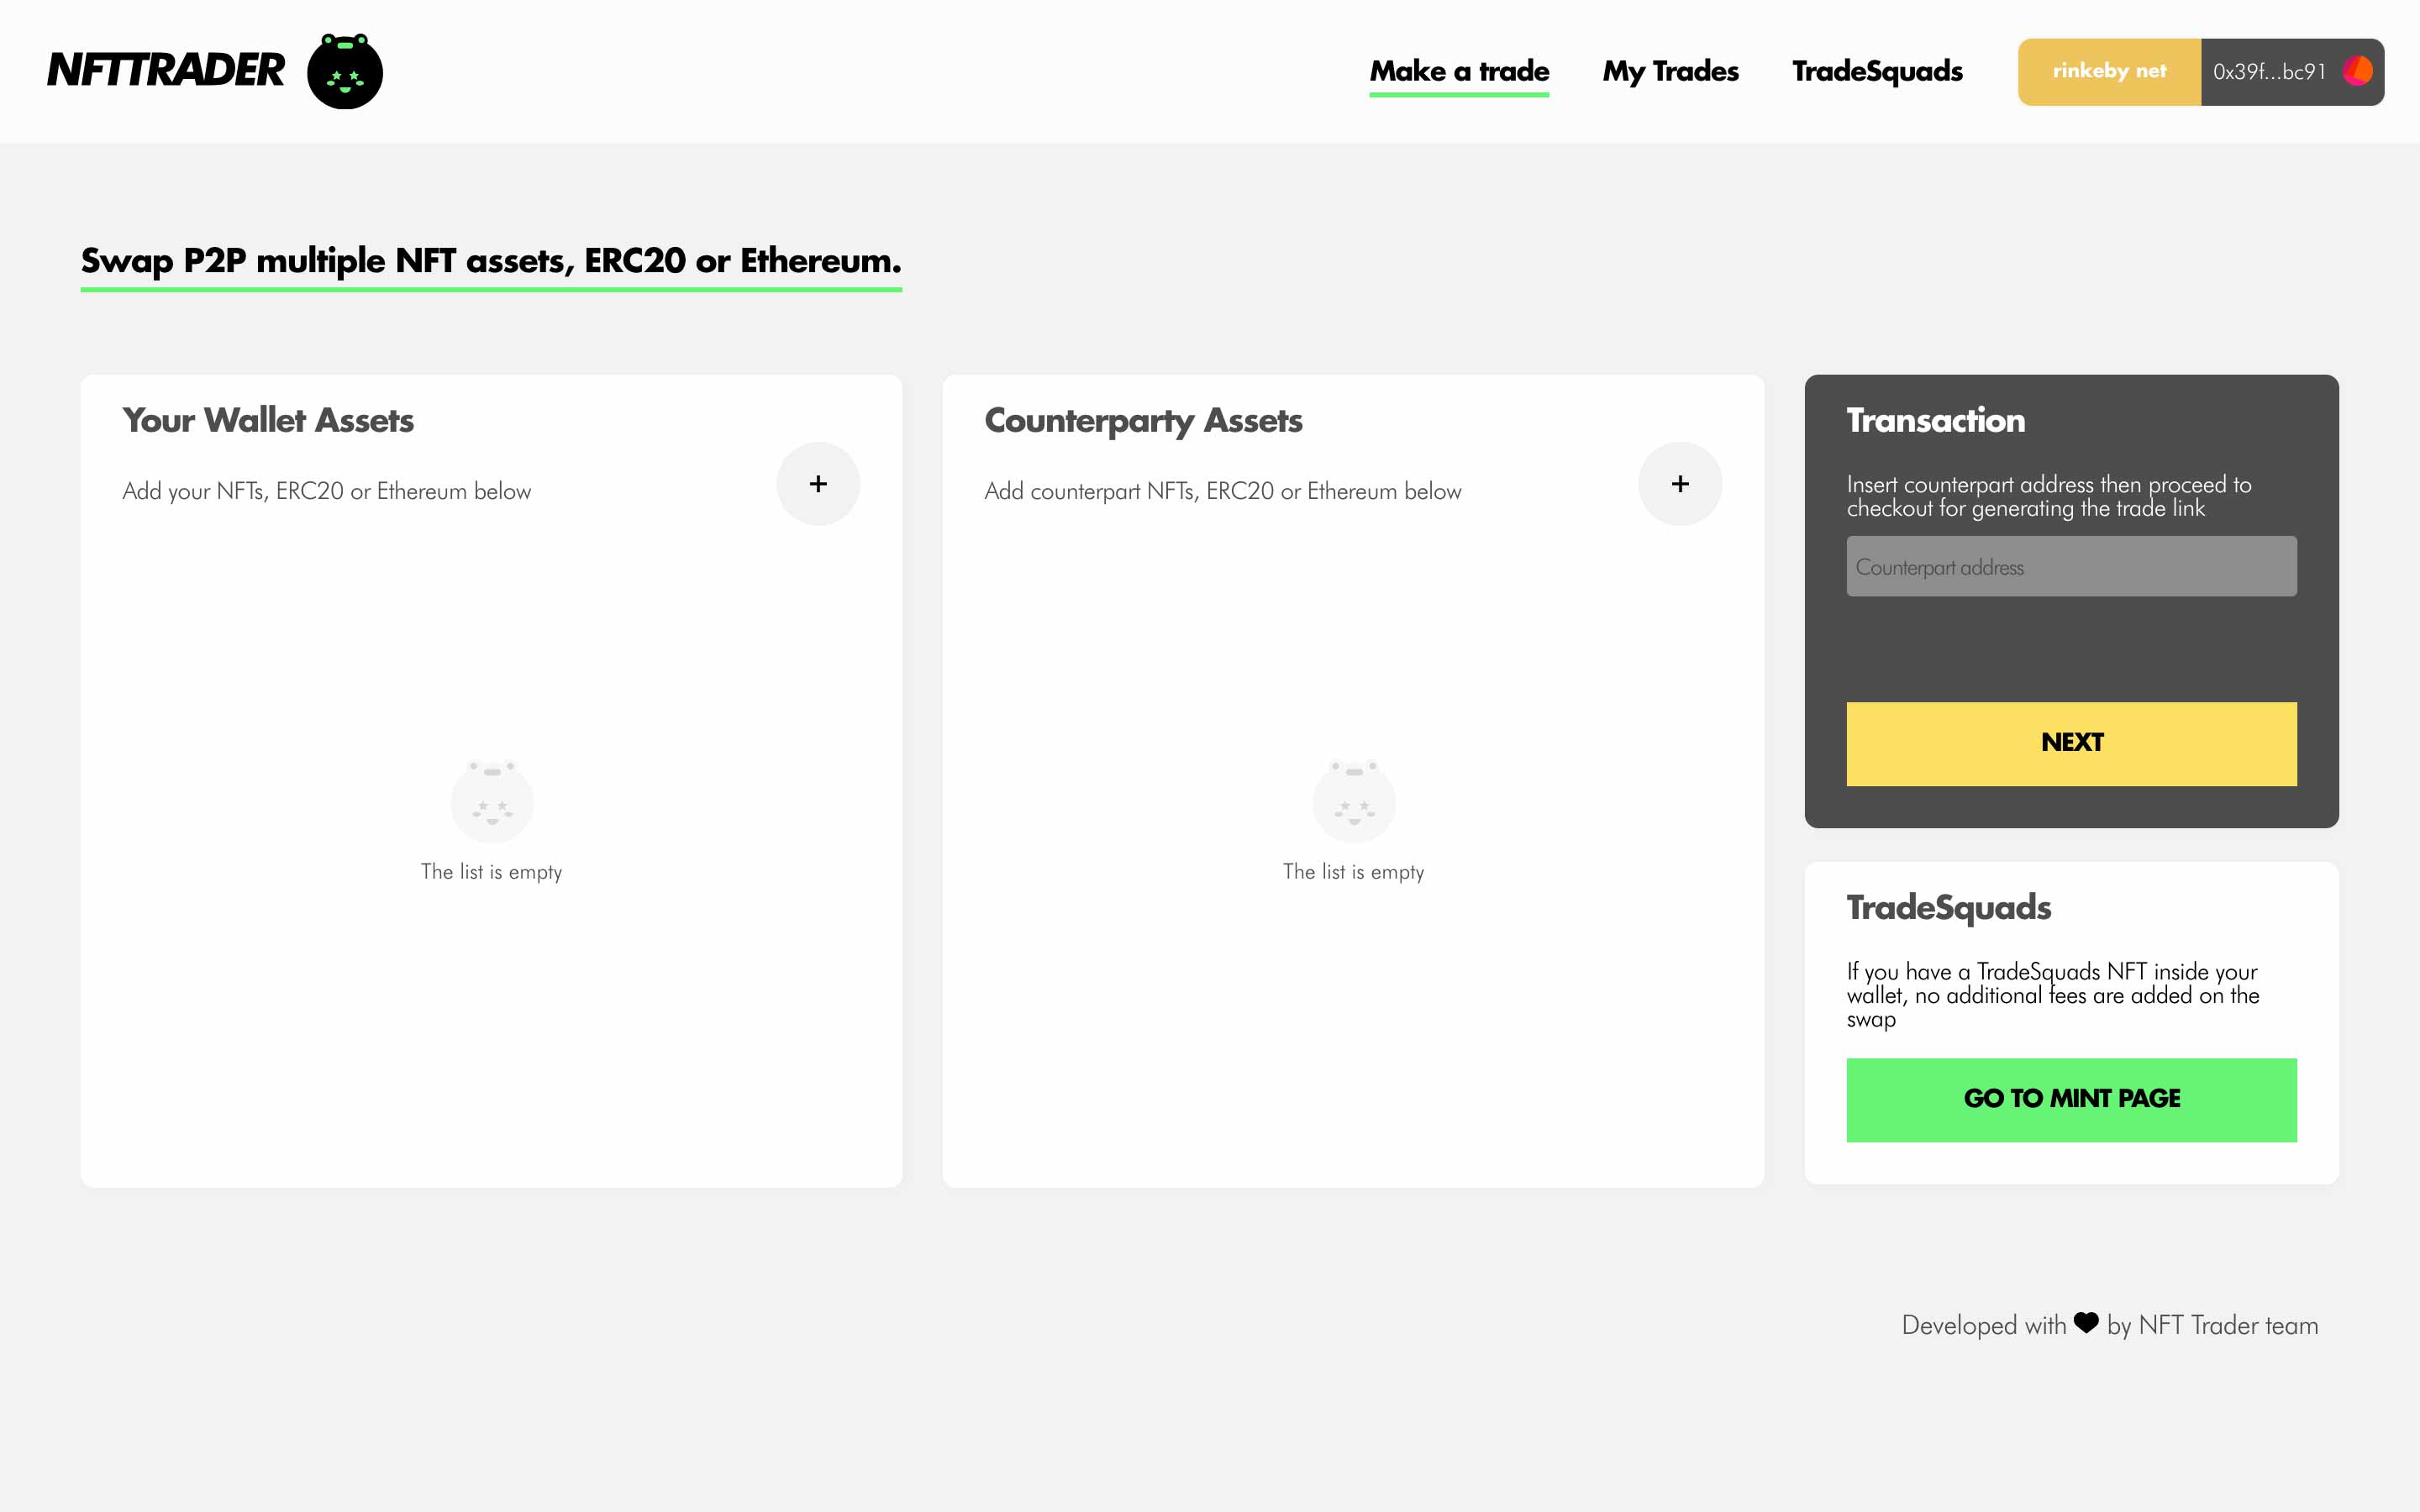 NFTTRADER
Make a trade
My Trades
TradeSquads
rinkeby net
0x39f...bc91
Swap P2P multiple NFT assets, ERC20 or Ethereum.
Your Wallet Assets
Add your NFTs, ERC20 or Ethereum below
+
The list is empty
Counterparty Assets
Add counterpart NFTs, ERC20 or Ethereum below
+
The list is empty
Transaction
Insert counterpart address then proceed to
checkout for generating the trade link
Counterpart address
NEXT
TradeSquads
If you have a TradeSquads NFT inside your
wallet, no additional fees are added on the
swap
GO TO MINT PAGE
Developed with 🖤 by NFT Trader team